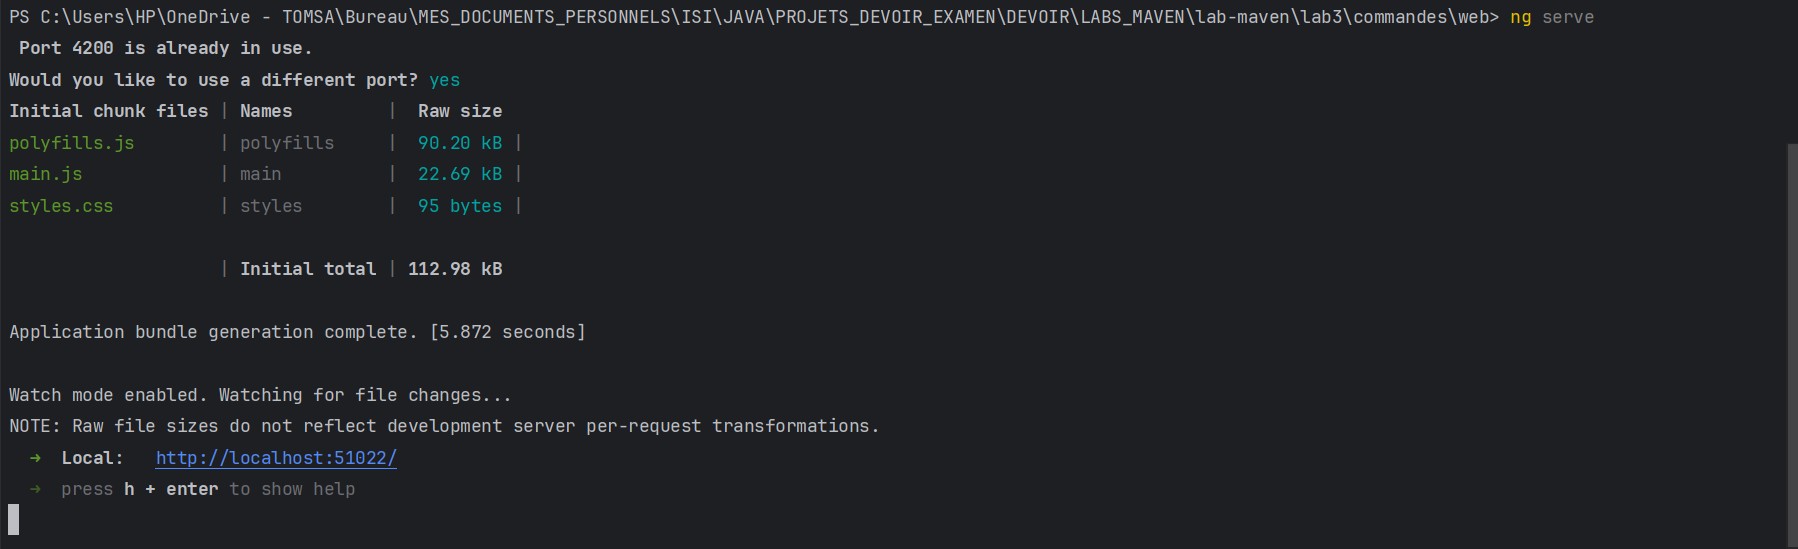 PS C:\Users\HP\OneDrive - TOMSA\Bureau\MES_DOCUMENTS_PERSONNELS\ISI\JAVA\PROJETS_DEVOIR_EXAMEN\DEVOIR\LABS_MAVEN\lab-maven\lab3\commandes\web> ng serve
Port 4200 is already in use.
Would you like to use a different port? yes
Initial chunk files | Names | Raw size
polyfills.js | polyfills | 90.20 kB |
main.js | main | 22.69 kB |
styles.css | styles | 95 bytes |
| Initial total | 112.98 kB
Application bundle generation complete. [5.872 seconds]
Watch mode enabled. Watching for file changes...
NOTE: Raw file sizes do not reflect development server per-request transformations.
➜ Local: http://localhost:51022/
➜ press h + enter to show help